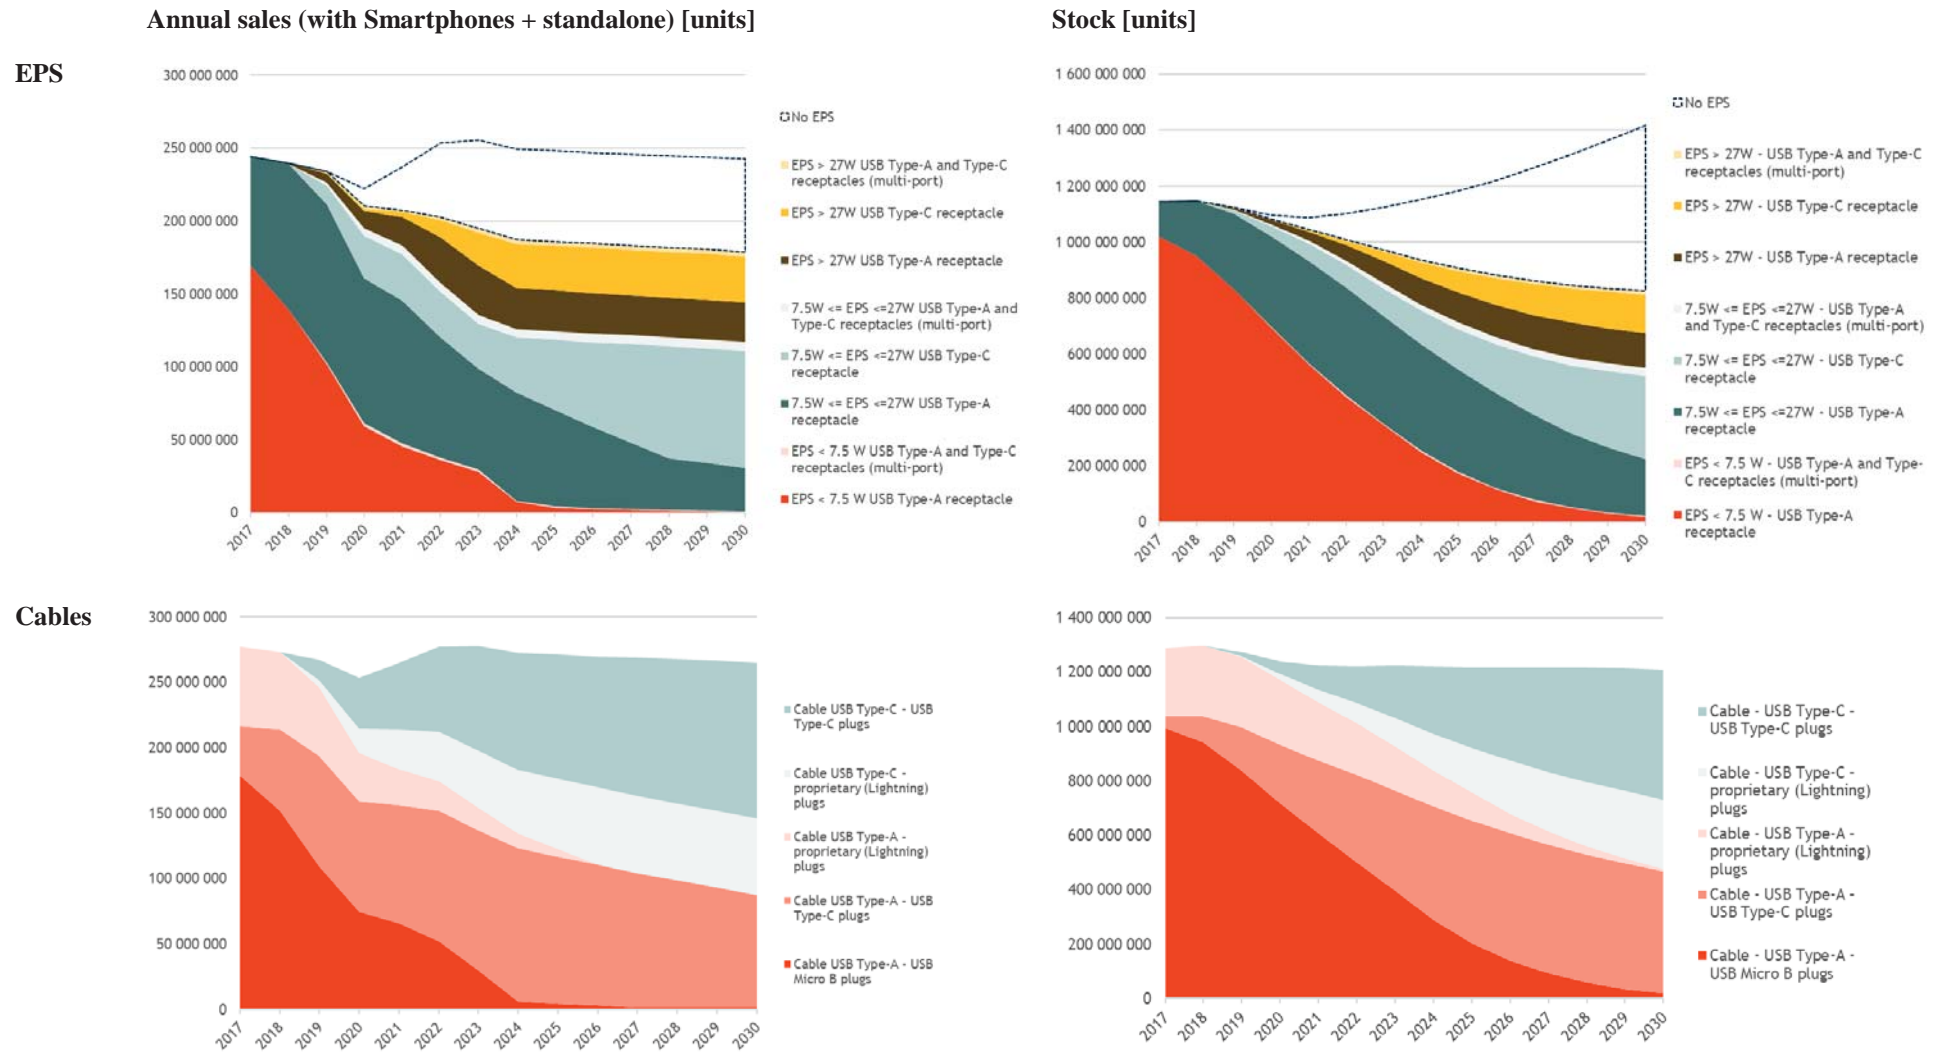 Annual sales (with Smartphones + standalone) [units]
Stock [units]
EPS
300 000 000
250 000 000
200 000 000
150 000 000
100 000 000
50 000 000
0
2017
2018
2019
2020
2021
2022
2023
2024
2025
2026
2027
2028
2029
2030
No EPS
EPS > 27W USB Type-A and Type-C
receptacles (multi-port)
EPS > 27W USB Type-C receptacle
EPS > 27W USB Type-A receptacle
7.5W <= EPS <=27W USB Type-A and
Type-C receptacles (multi-port)
7.5W <= EPS <=27W USB Type-C
receptacle
7.5W <= EPS <=27W USB Type-A
receptacle
EPS < 7.5 W USB Type-A and Type-C
receptacles (multi-port)
EPS < 7.5 W USB Type-A receptacle
1 600 000 000
1 400 000 000
1 200 000 000
1 000 000 000
800 000 000
600 000 000
400 000 000
200 000 000
0
2017
2018
2019
2020
2021
2022
2023
2024
2025
2026
2027
2028
2029
2030
No EPS
EPS > 27W - USB Type-A and Type-C
receptacles (multi-port)
EPS > 27W - USB Type-C receptacle
EPS > 27W - USB Type-A receptacle
7.5W <= EPS <=27W - USB Type-A
and Type-C receptacles (multi-port)
7.5W <= EPS <=27W - USB Type-C
receptacle
7.5W <= EPS <=27W - USB Type-A
receptacle
EPS < 7.5 W - USB Type-A and Type-
C receptacles (multi-port)
EPS < 7.5 W - USB Type-A
receptacle
Cables
300 000 000
250 000 000
200 000 000
150 000 000
100 000 000
50 000 000
0
2017
2018
2019
2020
2021
2022
2023
2024
2025
2026
2027
2028
2029
2030
Cable USB Type-C - USB
Type-C plugs
Cable USB Type-C -
proprietary (Lightning)
plugs
Cable USB Type-A -
proprietary (Lightning)
plugs
Cable USB Type-A - USB
Type-C plugs
Cable USB Type-A - USB
Micro B plugs
1 400 000 000
1 200 000 000
1 000 000 000
800 000 000
600 000 000
400 000 000
200 000 000
0
2017
2018
2019
2020
2021
2022
2023
2024
2025
2026
2027
2028
2029
2030
Cable - USB Type-C -
USB Type-C plugs
Cable - USB Type-C -
proprietary (Lightning)
plugs
Cable - USB Type-A -
proprietary (Lightning)
plugs
Cable - USB Type-A -
USB Type-C plugs
Cable - USB Type-A -
USB Micro B plugs